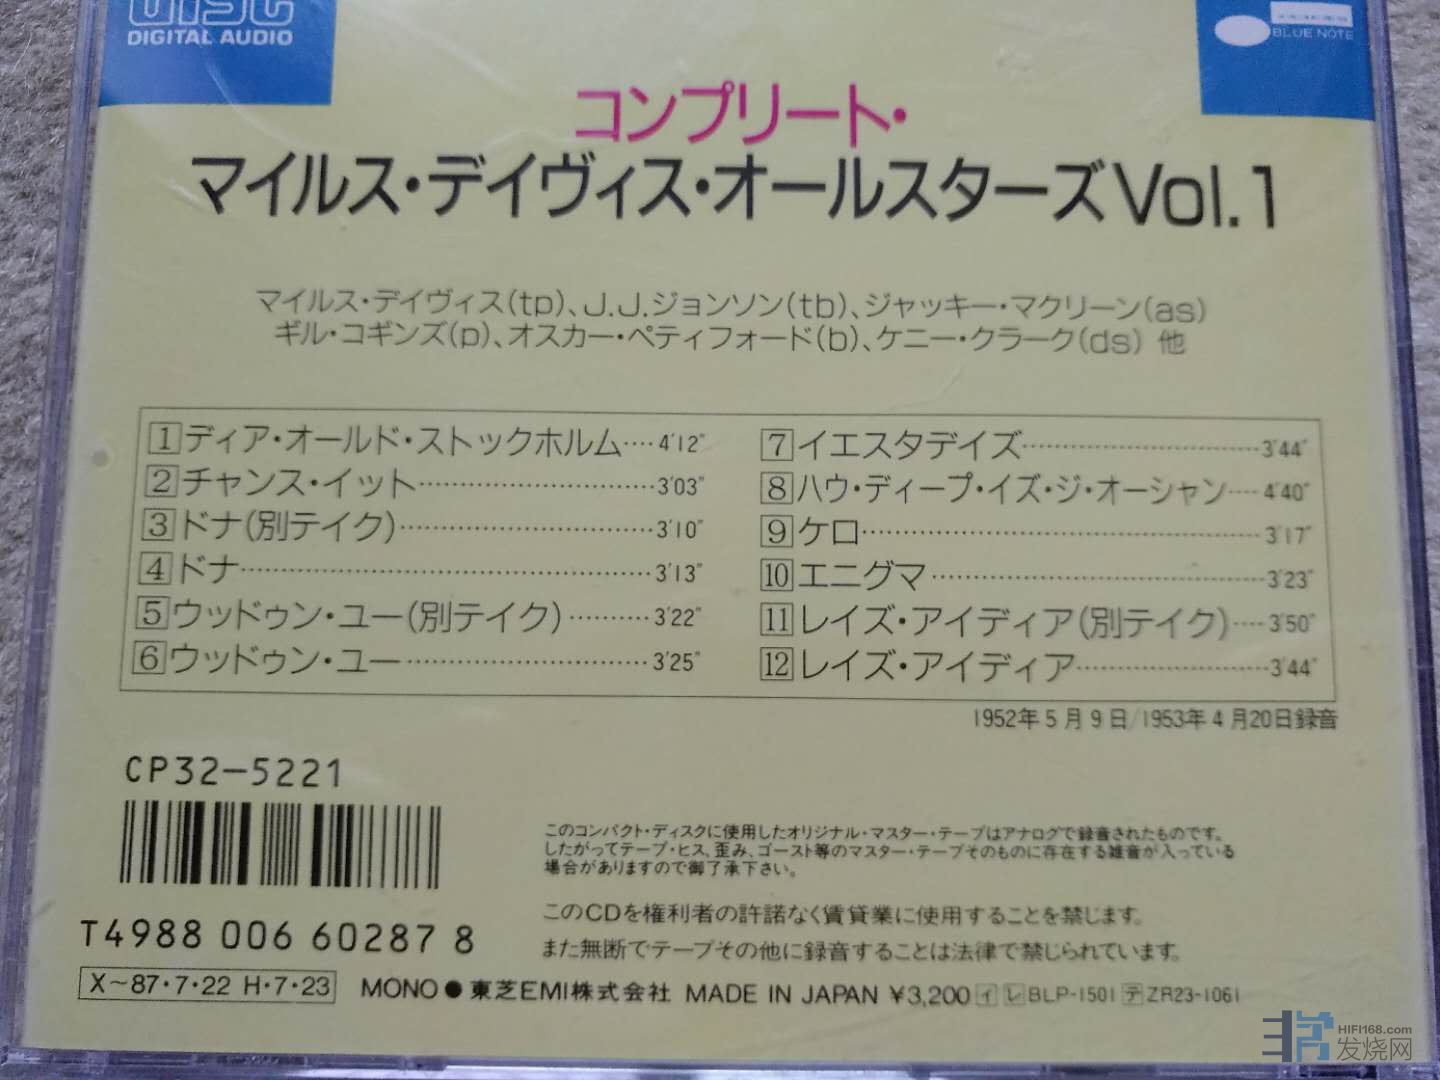 DISC
DIGITAL AUDIO
BLUE NOTE
コンプリート・
マイルス・デイヴィス・オールスターズVol.1
マイルス・デイヴィス(tp)、J.J.ジョンソン(tb)、ジャッキー・マクリーン(as)
ギル・コギンズ(p)、オスカー・ペティフォード(b)、ケニー・クラーク(ds) 他
1 ディア・オールド・ストックホルム····4'12"
2 チャンス・イット························3'03"
3 ドナ(別テイク)··························3'10"
4 ドナ··········································3'13"
5 ウッドゥン・ユー(別テイク)·········3'22"
6 ウッドゥン・ユー·························3'25"
7 イエスタデイズ························3'44"
8 ハウ・ディープ・イズ・ジ・オーシャン····4'40"
9 ケロ·········································3'17"
10 エニグマ··································3'23"
11 レイズ・アイディア(別テイク)····3'50"
12 レイズ・アイディア····················3'44"
1952年5月9日/1953年4月20日録音
CP32-5221
このコンパクト・ディスクに使用したオリジナル・マスター・テープはアナログで録音されたものです。
したがってテープ・ヒス、歪み、ゴースト等のマスター・テープそのものに存在する雑音が入っている
場合がありますので御了承下さい。
このCDを権利者の許諾なく賃貸業に使用することを禁じます。
また無断でテープその他に録音することは法律で禁じられています。
T4988 006 60287 8
X～87・7・22 H・7・23 MONO●東芝EMI株式会社 MADE IN JAPAN ¥3,200 イ レ BLP-1501 テ ZR23-1061
HIFI168.com
发烧网